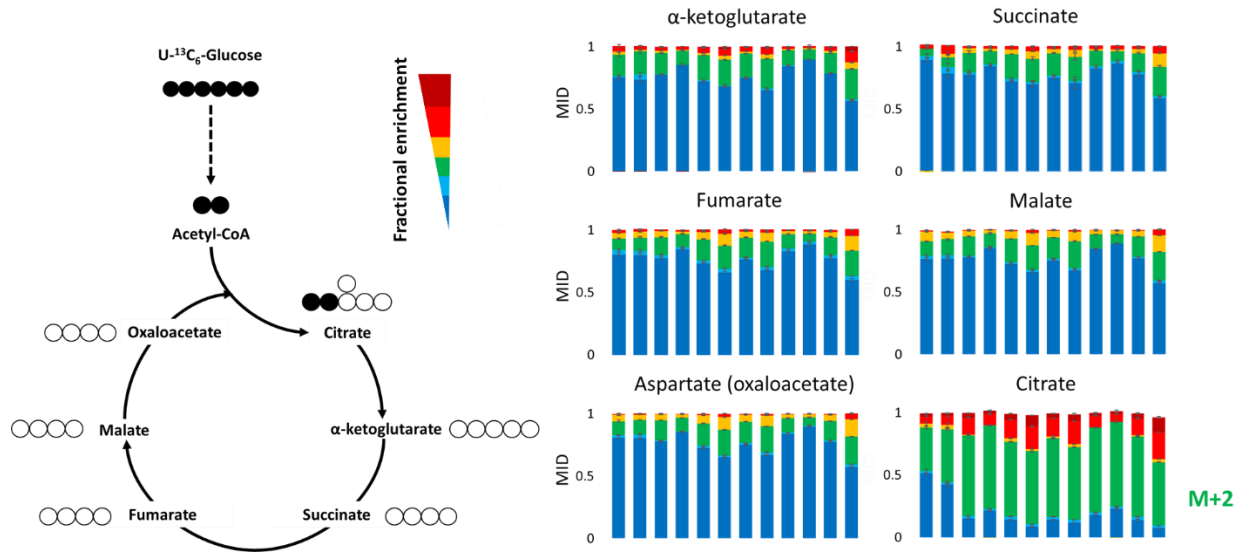 U-¹³C₆-Glucose
Acetyl-CoA
Oxaloacetate
Citrate
Malate
α-ketoglutarate
Fumarate
Succinate
Fractional enrichment
α-ketoglutarate
MID
1
0.5
0
Succinate
1
0.5
0
Fumarate
MID
1
0.5
0
Malate
1
0.5
0
Aspartate (oxaloacetate)
MID
1
0.5
0
Citrate
1
0.5
0
M+2